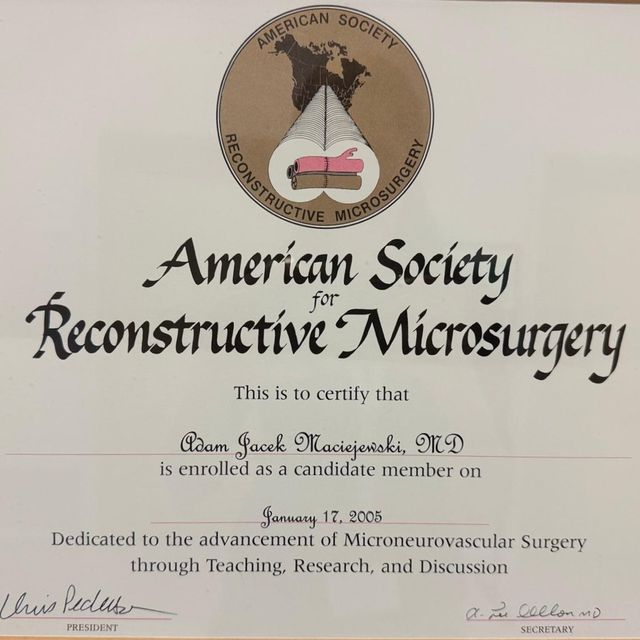 AMERICAN SOCIETY
RECONSTRUCTIVE MICROSURGERY
American Society
for
Reconstructive Microsurgery
This is to certify that
Adam Jacek Maciejewski, MD
is enrolled as a candidate member on
January 17, 2005
Dedicated to the advancement of Microneurovascular Surgery
through Teaching, Research, and Discussion
PRESIDENT
SECRETARY